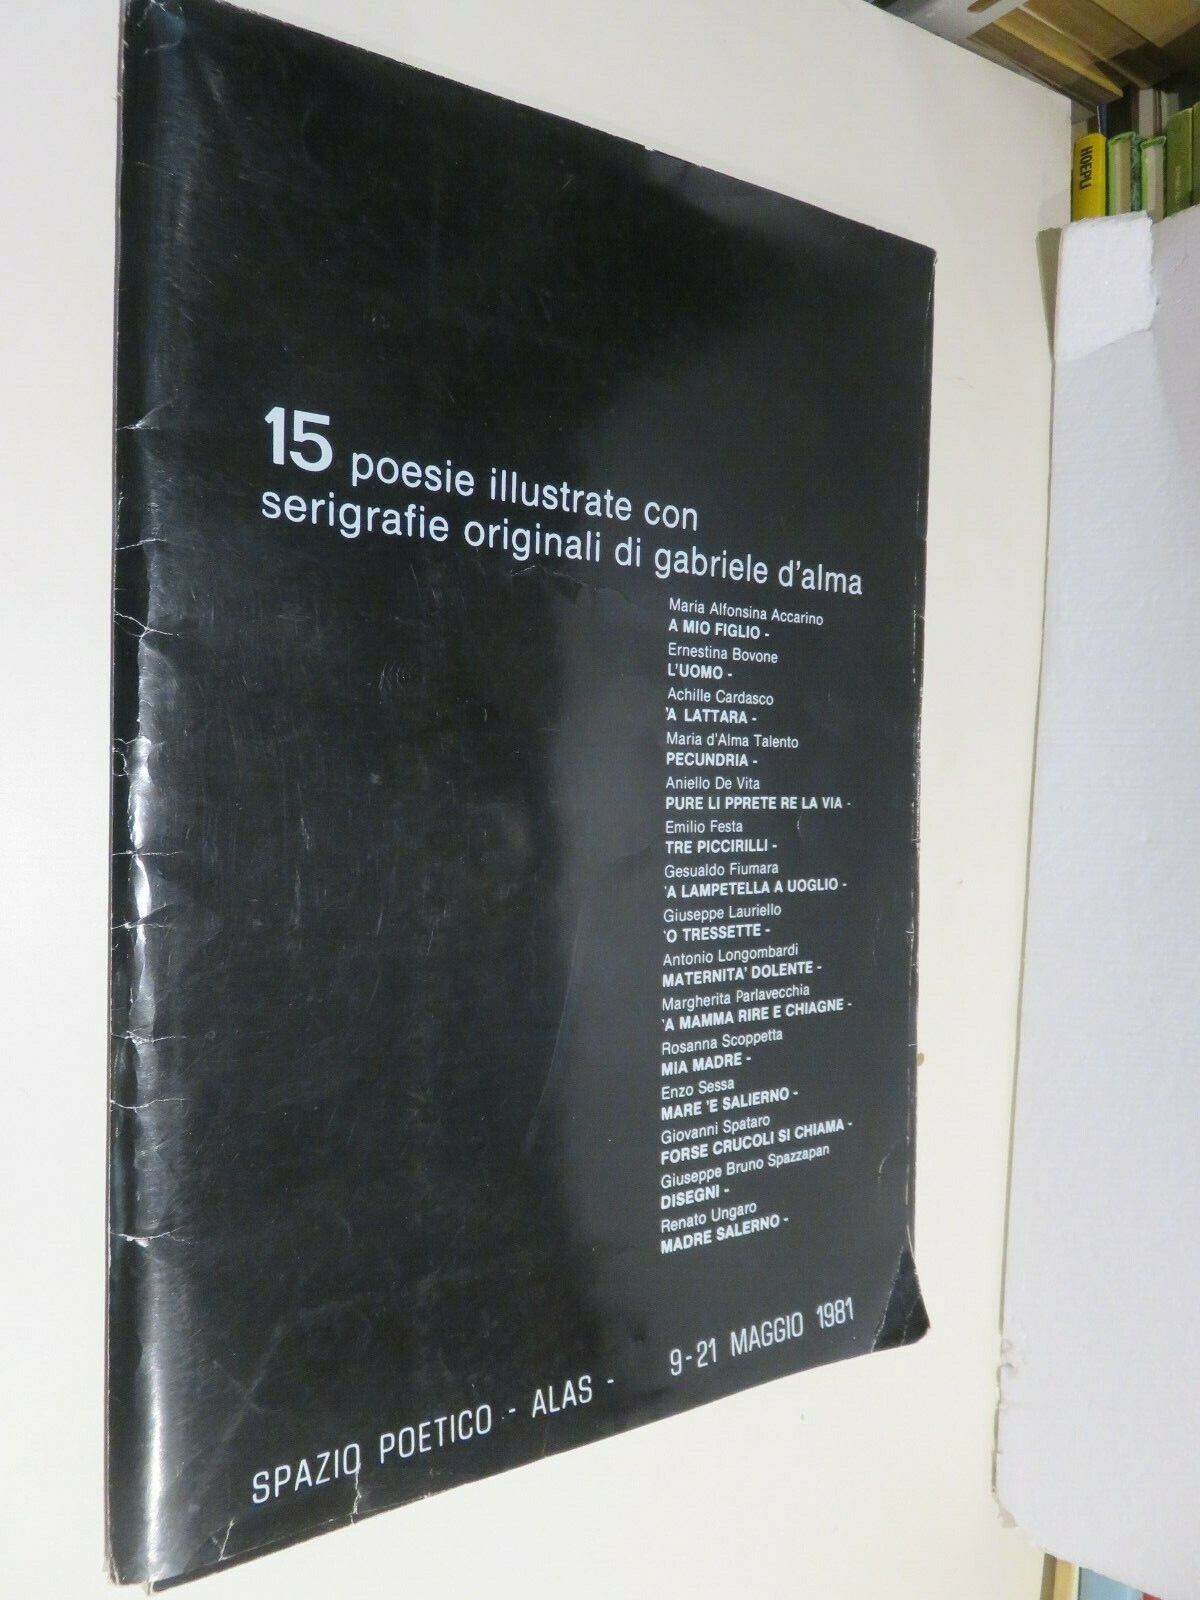 15 poesie illustrate con
serigrafie originali di gabriele d'alma
Maria Alfonsina Accarino
A MIO FIGLIO -
Ernestina Bovone
L'UOMO -
Achille Cardasco
'A LATTARA -
Maria d'Alma Talento
PECUNDRIA -
Aniello De Vita
PURE LI PPRETE RE LA VIA -
Emilio Festa
TRE PICCIRILLI -
Gesualdo Fiumara
'A LAMPETELLA A UOGLIO -
Giuseppe Lauriello
'O TRESSETTE -
Antonio Longombardi
MATERNITA' DOLENTE -
Margherita Parlavecchia
'A MAMMA RIRE E CHIAGNE -
Rosanna Scoppetta
MIA MADRE -
Enzo Sessa
MARE 'E SALIERNO -
Giovanni Spataro
FORSE CRUCOLI SI CHIAMA -
Giuseppe Bruno Spazzapan
DISEGNI -
Renato Ungaro
MADRE SALERNO -
SPAZIO POETICO - ALAS - 9-21 MAGGIO 1981
HOEPLI